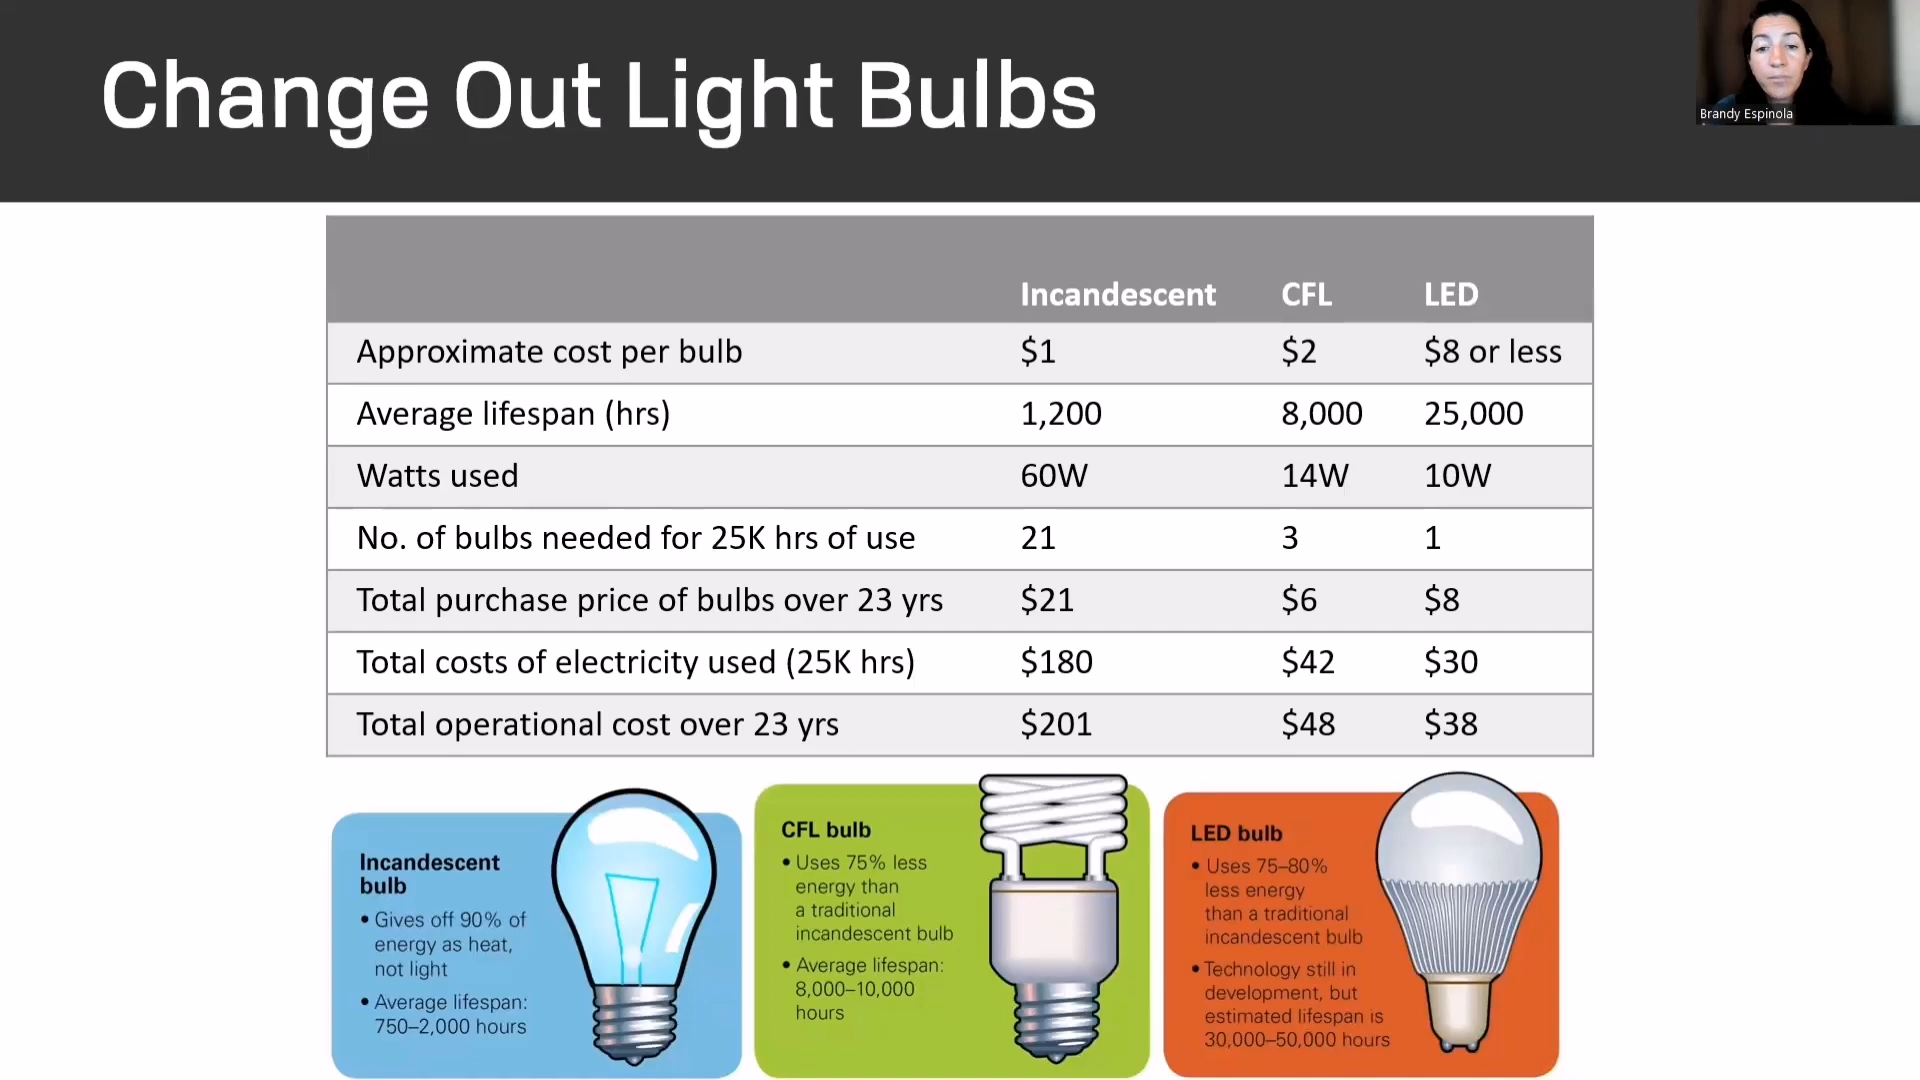 Change Out Light Bulbs
Brandy Espinola
Incandescent CFL LED
Approximate cost per bulb $1 $2 $8 or less
Average lifespan (hrs) 1,200 8,000 25,000
Watts used 60W 14W 10W
No. of bulbs needed for 25K hrs of use 21 3 1
Total purchase price of bulbs over 23 yrs $21 $6 $8
Total costs of electricity used (25K hrs) $180 $42 $30
Total operational cost over 23 yrs $201 $48 $38
Incandescent
bulb
• Gives off 90% of
energy as heat,
not light
• Average lifespan:
750–2,000 hours
CFL bulb
• Uses 75% less
energy than
a traditional
incandescent bulb
• Average lifespan:
8,000–10,000
hours
LED bulb
• Uses 75–80%
less energy
than a traditional
incandescent bulb
• Technology still in
development, but
estimated lifespan is
30,000–50,000 hours